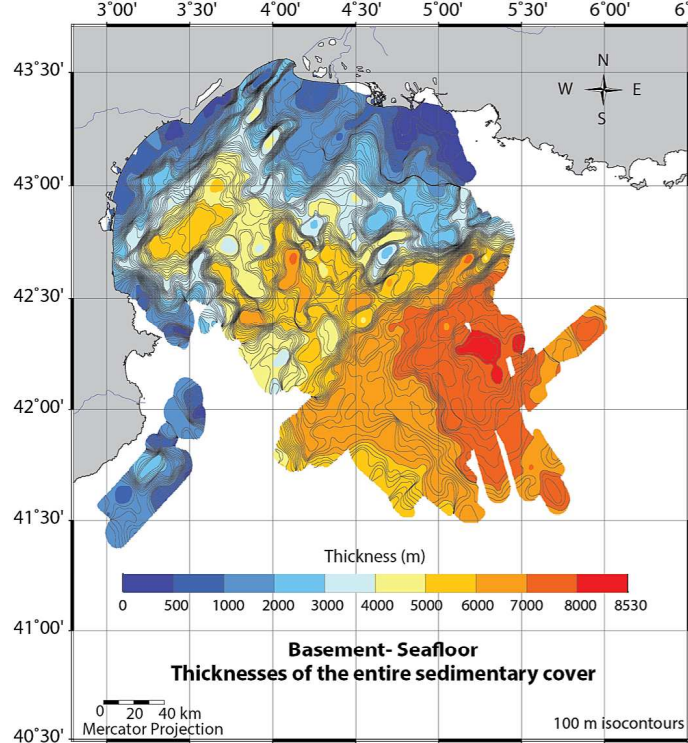 3˚00' 3˚30' 4˚00' 4˚30' 5˚00' 5˚30' 6˚00' 6
43˚30'
N
W E
S
43˚00'
42˚30'
42˚00'
41˚30'
Thickness (m)
0 500 1000 2000 3000 4000 5000 6000 7000 8000 8530
41˚00'
Basement- Seafloor
Thicknesses of the entire sedimentary cover
0 20 40 km
Mercator Projection
100 m isocontours
40˚30'